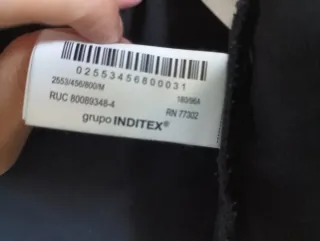 02553456800031
2553/456/800/M 180/96A
RUC 80089348-4 RN 77302
grupo INDITEX®